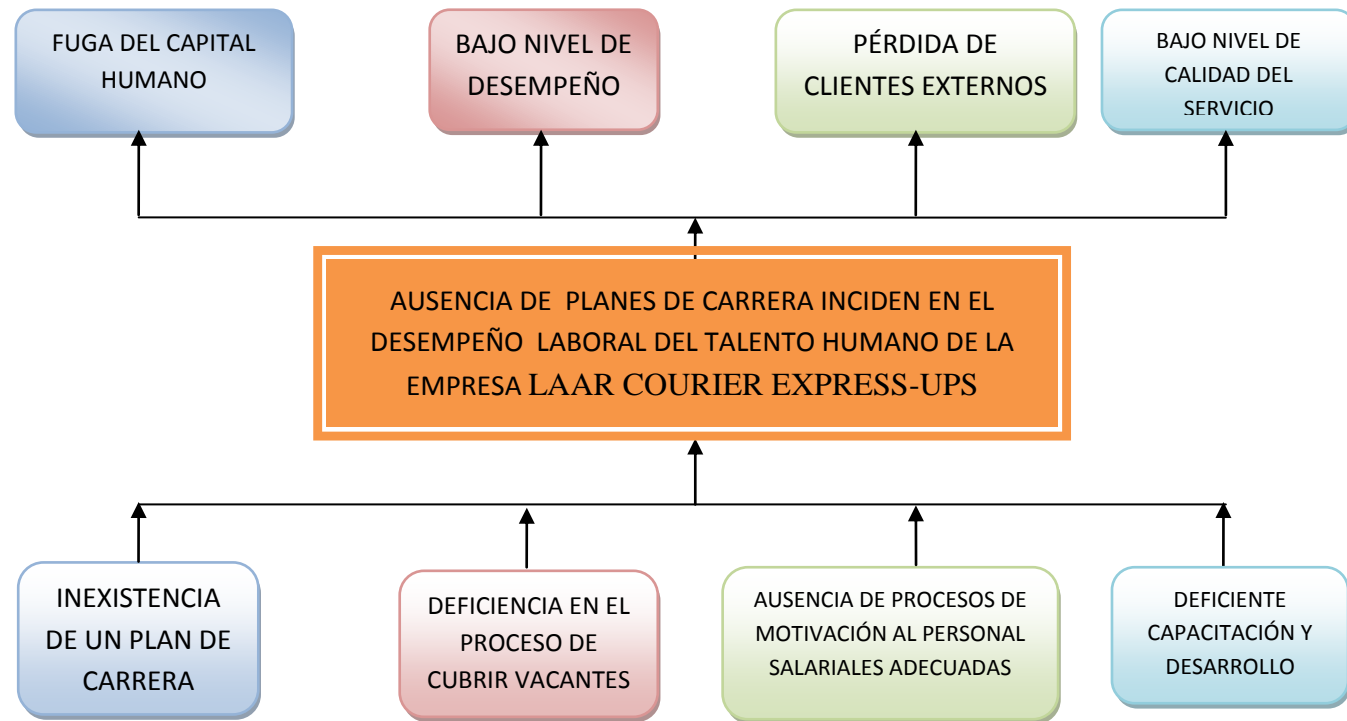 FUGA DEL CAPITAL
HUMANO
BAJO NIVEL DE
DESEMPEÑO
PÉRDIDA DE
CLIENTES EXTERNOS
BAJO NIVEL DE
CALIDAD DEL
SERVICIO
AUSENCIA DE PLANES DE CARRERA INCIDEN EN EL
DESEMPEÑO LABORAL DEL TALENTO HUMANO DE LA
EMPRESA LAAR COURIER EXPRESS-UPS
INEXISTENCIA
DE UN PLAN DE
CARRERA
DEFICIENCIA EN EL
PROCESO DE
CUBRIR VACANTES
AUSENCIA DE PROCESOS DE
MOTIVACIÓN AL PERSONAL
SALARIALES ADECUADAS
DEFICIENTE
CAPACITACIÓN Y
DESARROLLO